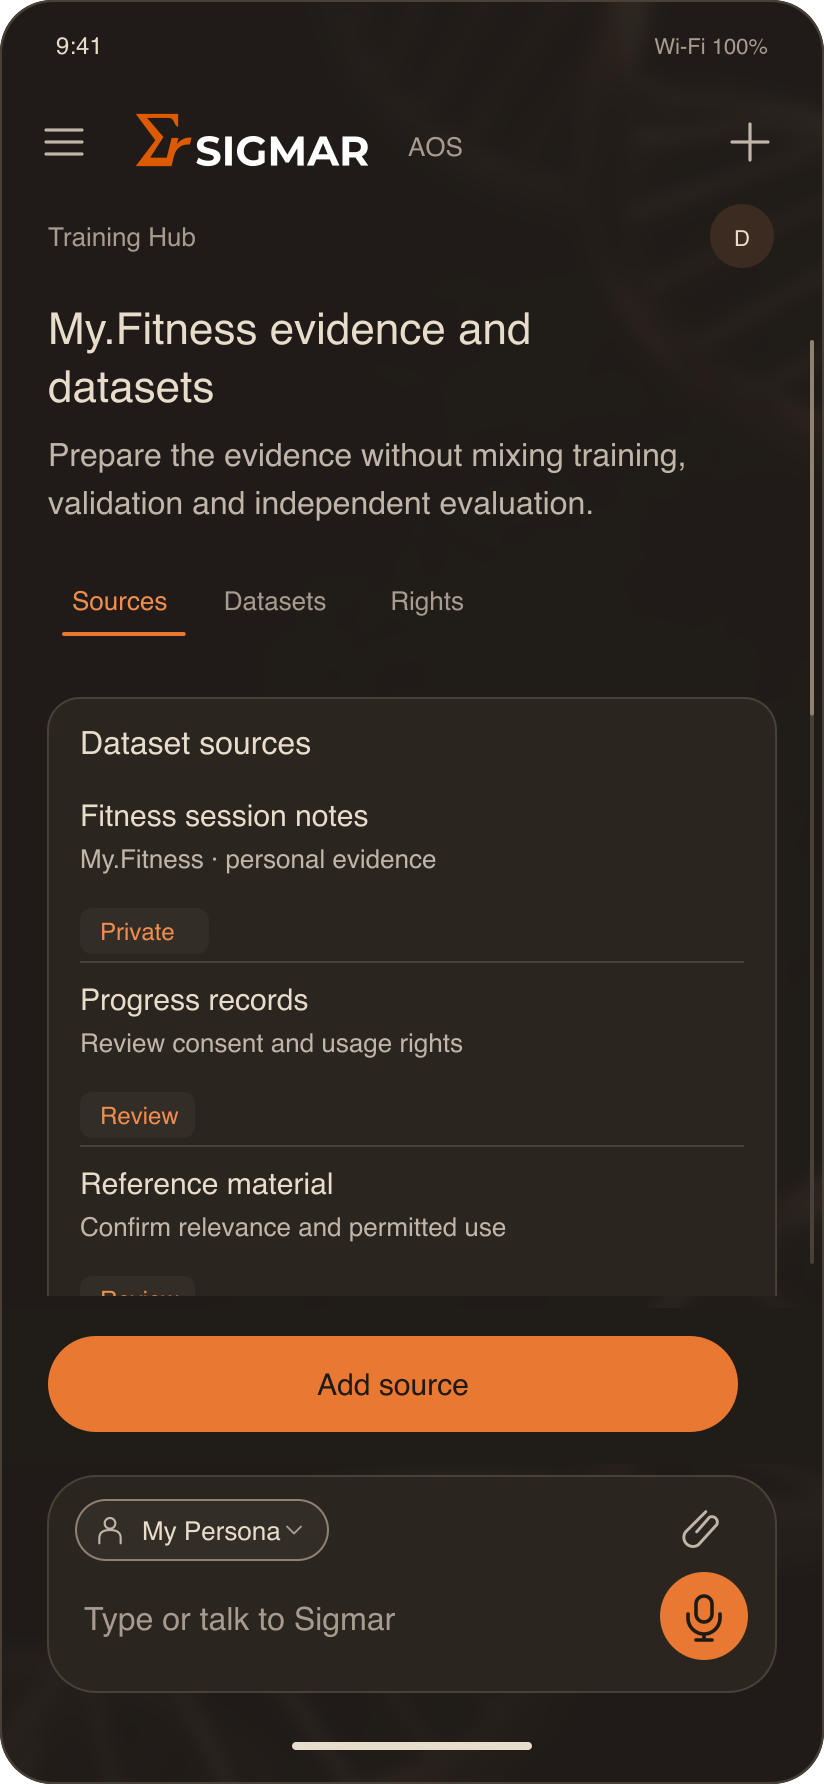 9:41
Wi-Fi 100%
Σr SIGMAR AOS
Training Hub
D
My.Fitness evidence and
datasets
Prepare the evidence without mixing training,
validation and independent evaluation.
Sources Datasets Rights
Dataset sources
Fitness session notes
My.Fitness · personal evidence
Private
Progress records
Review consent and usage rights
Review
Reference material
Confirm relevance and permitted use
Review
Add source
My Persona
Type or talk to Sigmar